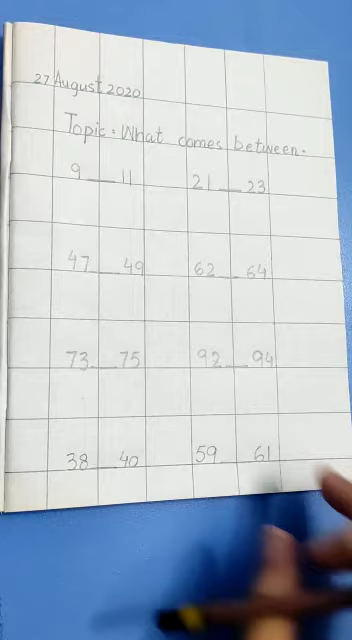 27 August 2020
Topic: What comes between.
9 __ 11 21 __ 23
47 __ 49 62 __ 64
73 __ 75 92 __ 94
38 __ 40 59 __ 61